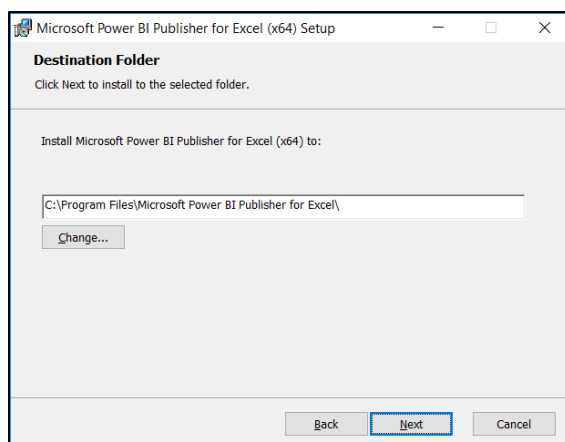 Microsoft Power BI Publisher for Excel (x64) Setup
Destination Folder
Click Next to install to the selected folder.
Install Microsoft Power BI Publisher for Excel (x64) to:
C:\Program Files\Microsoft Power BI Publisher for Excel\
Change...
Back Next Cancel